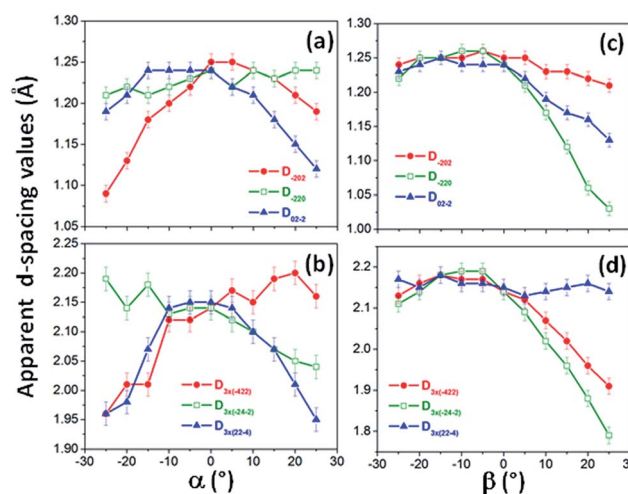 Apparent d-spacing values (Å)
1.30
1.25
1.20
1.15
1.10
1.05
(a)
D-202
D-220
D02-2
1.30
1.25
1.20
1.15
1.10
1.05
1.00
(c)
D-202
D-220
D02-2
2.25
2.20
2.15
2.10
2.05
2.00
1.95
1.90
(b)
D3x(-422)
D3x(-24-2)
D3x(22-4)
-30 -20 -10 0 10 20 30
α (°)
2.2
2.1
2.0
1.9
1.8
(d)
D3x(-422)
D3x(-24-2)
D3x(22-4)
-30 -20 -10 0 10 20 30
β (°)